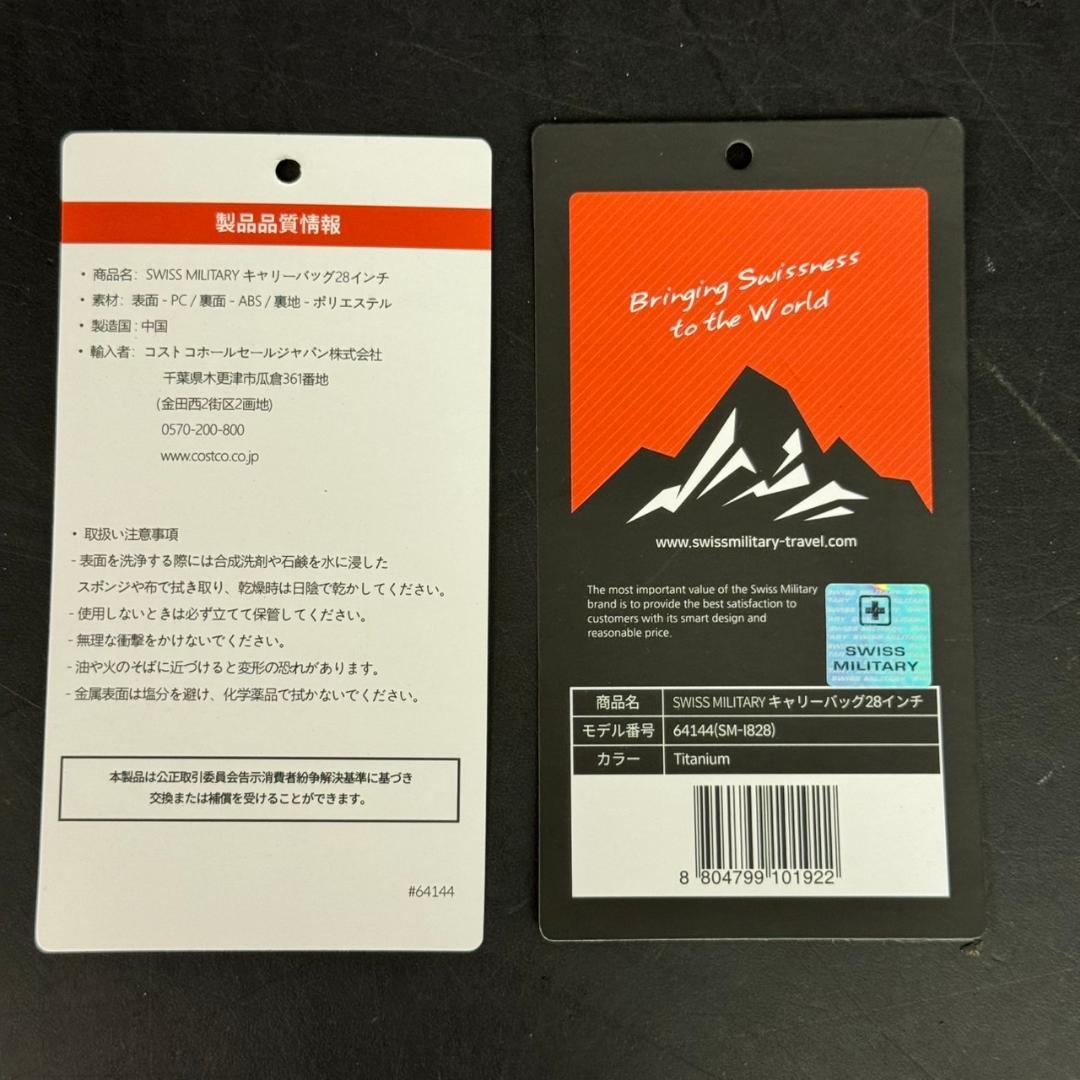 製品品質情報
・商品名: SWISS MILITARY キャリーバッグ28インチ
・素材: 表面 - PC / 裏面 - ABS / 裏地 - ポリエステル
・製造国 : 中国
・輸入者: コストコホールセールジャパン株式会社
千葉県木更津市瓜倉361番地
(金田西2街区2画地)
0570-200-800
www.costco.co.jp
・取扱い注意事項
- 表面を洗浄する際には合成洗剤や石鹸を水に浸した
スポンジや布で拭き取り、乾燥時は日陰で乾かしてください。
- 使用しないときは必ず立てて保管してください。
- 無理な衝撃をかけないでください。
- 油や火のそばに近づけると変形の恐れがあります。
- 金属表面は塩分を避け、化学薬品で拭かないでください。
本製品は公正取引委員会告示消費者紛争解決基準に基づき
交換または補償を受けることができます。
#64144
Bringing Swissness
to the World
www.swissmilitary-travel.com
The most important value of the Swiss Military
brand is to provide the best satisfaction to
customers with its smart design and
reasonable price.
SWISS
MILITARY
商品名 SWISS MILITARY キャリーバッグ28インチ
モデル番号 64144(SM-I828)
カラー Titanium
8 804799 101922